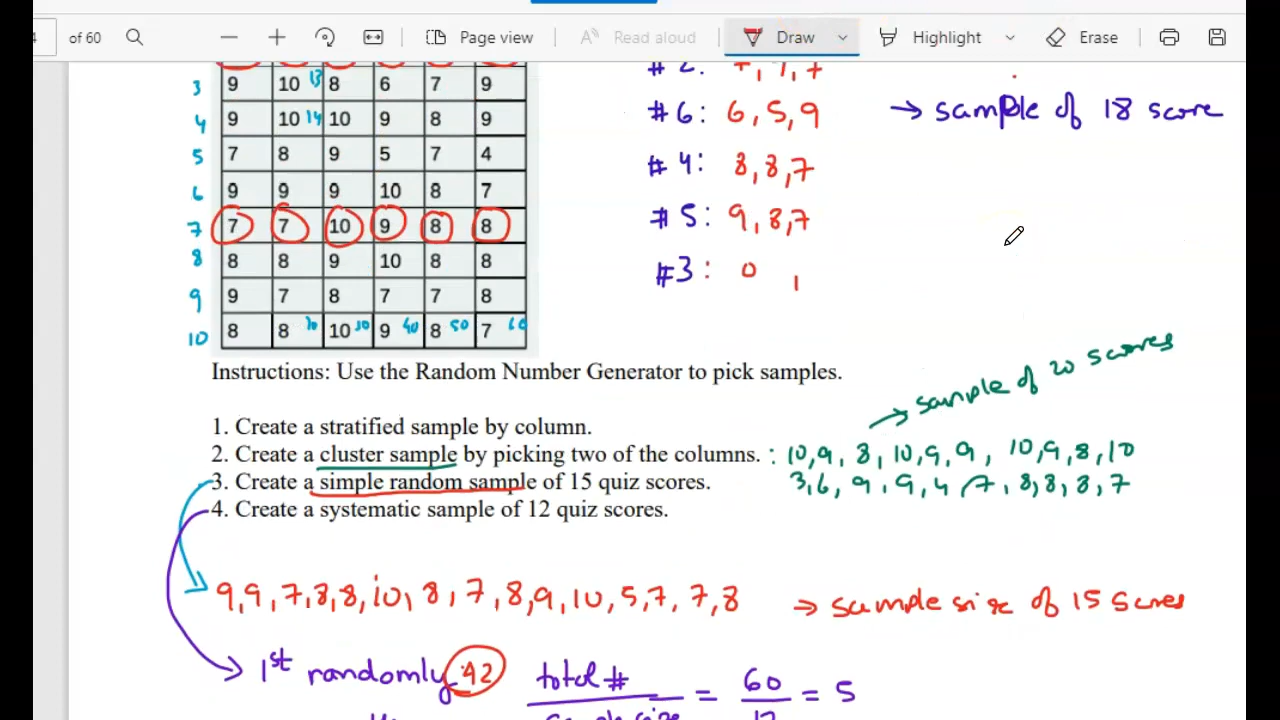 4 of 60 Page view Read aloud Draw Highlight Erase
# 2:
3 9 10 13 8 6 7 9
4 9 10 14 10 9 8 9
5 7 8 9 5 7 4
6 9 9 9 10 8 7
7 7 7 10 9 8 8
8 8 8 9 10 8 8
9 9 7 8 7 7 8
10 8 8 20 10 30 9 40 8 50 7 60
# 6: 6, 5, 9
→ sample of 18 score
# 4: 8, 8, 7
# 5: 9, 8, 7
#3: 0 1
Instructions: Use the Random Number Generator to pick samples.
→ sample of 20 scores
1. Create a stratified sample by column.
2. Create a cluster sample by picking two of the columns. : 10, 9, 8, 10, 9, 9, 10, 9, 8, 10
3, 6, 9, 9, 4, 7, 8, 8, 8, 7
3. Create a simple random sample of 15 quiz scores.
4. Create a systematic sample of 12 quiz scores.
9, 9, 7, 8, 8, 10, 8, 7, 8, 9, 10, 5, 7, 7, 8 → sample size of 15 scores
1st randomly 42 total # = 60 = 5
sample size 12